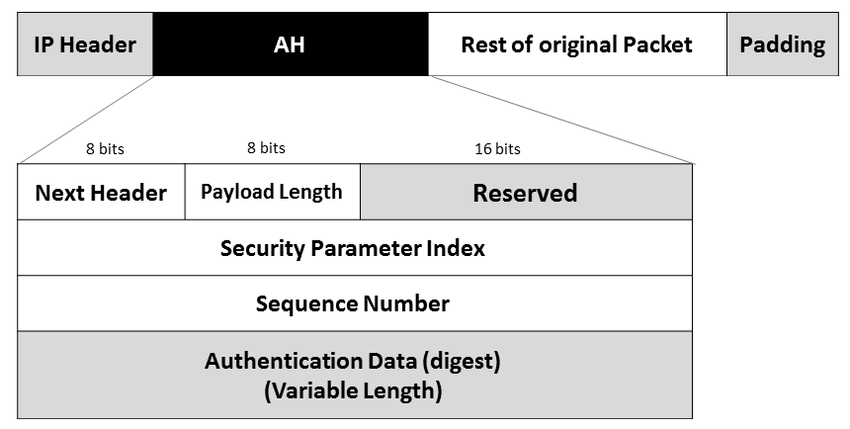 IP Header
AH
Rest of original Packet
Padding
8 bits
8 bits
16 bits
Next Header
Payload Length
Reserved
Security Parameter Index
Sequence Number
Authentication Data (digest)
(Variable Length)